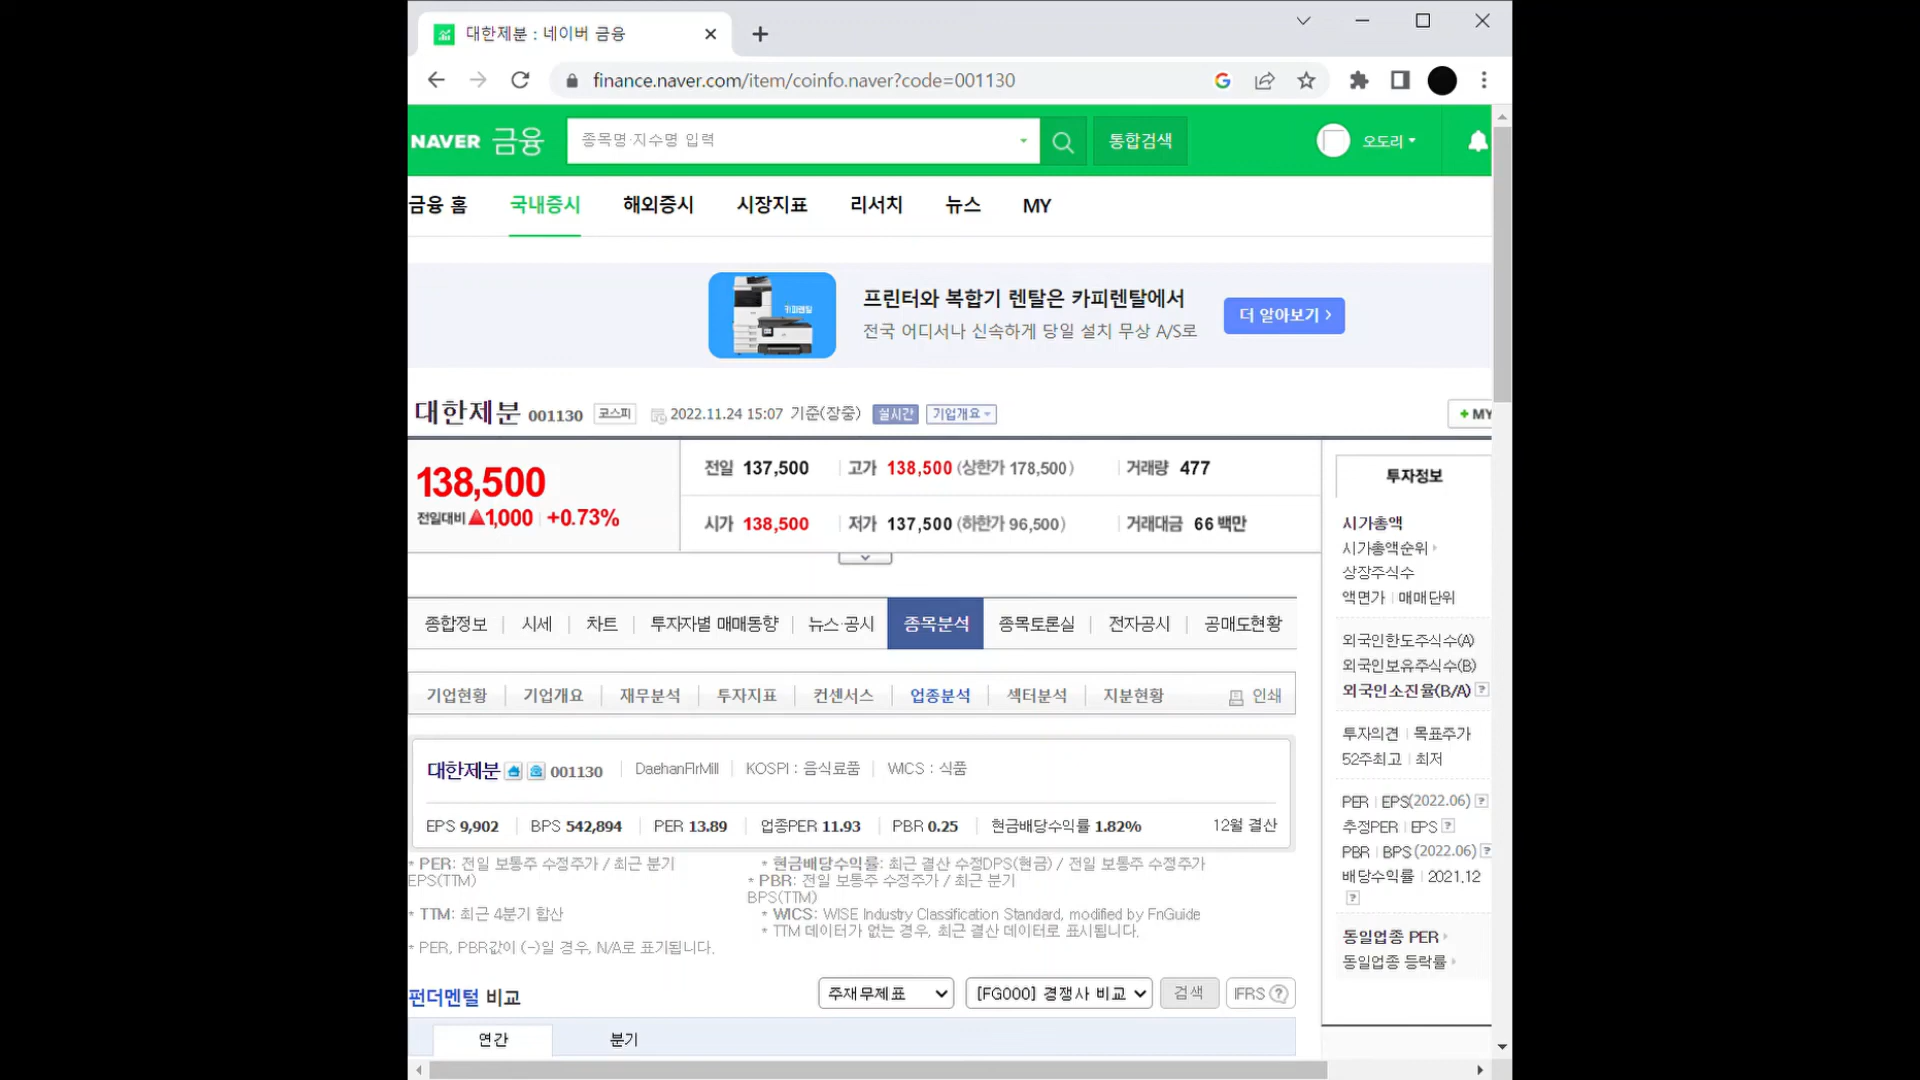 대한제분 : 네이버 금융
finance.naver.com/item/coinfo.naver?code=001130
NAVER 금융 종목명·지수명 입력 통합검색 오도리
금융 홈 국내증시 해외증시 시장지표 리서치 뉴스 MY
카피렌탈
프린터와 복합기 렌탈은 카피렌탈에서
전국 어디서나 신속하게 당일 설치 무상 A/S로
더 알아보기 >
대한제분 001130 코스피 2022.11.24 15:07 기준(장중) 실시간 기업개요
+ MY
138,500
전일대비 ▲1,000 +0.73%
전일 137,500 고가 138,500 (상한가 178,500) 거래량 477
시가 138,500 저가 137,500 (하한가 96,500) 거래대금 66 백만
종합정보 시세 차트 투자자별 매매동향 뉴스·공시 종목분석 종목토론실 전자공시 공매도현황
기업현황 기업개요 재무분석 투자지표 컨센서스 업종분석 섹터분석 지분현황 인쇄
대한제분 001130 DaehanFlrMill KOSPI : 음식료품 WICS : 식품
EPS 9,902 BPS 542,894 PER 13.89 업종PER 11.93 PBR 0.25 현금배당수익률 1.82% 12월 결산
* PER: 전일 보통주 수정주가 / 최근 분기
EPS(TTM)
* TTM: 최근 4분기 합산
* PER, PBR값이 (-)일 경우, N/A로 표기됩니다.
* 현금배당수익률: 최근 결산 수정DPS(현금) / 전일 보통주 수정주가
* PBR: 전일 보통주 수정주가 / 최근 분기
BPS(TTM)
* WICS: WISE Industry Classification Standard, modified by FnGuide
* TTM 데이터가 없는 경우, 최근 결산 데이터로 표시됩니다.
펀더멘털 비교 주재무제표 [FG000] 경쟁사 비교 검색 IFRS ?
연간 분기
투자정보
시가총액
시가총액순위
상장주식수
액면가 매매단위
외국인한도주식수(A)
외국인보유주식수(B)
외국인소진율(B/A) ?
투자의견 목표주가
52주최고 최저
PER EPS(2022.06) ?
추정PER EPS ?
PBR BPS (2022.06) ?
배당수익률 2021.12
?
동일업종 PER
동일업종 등락률